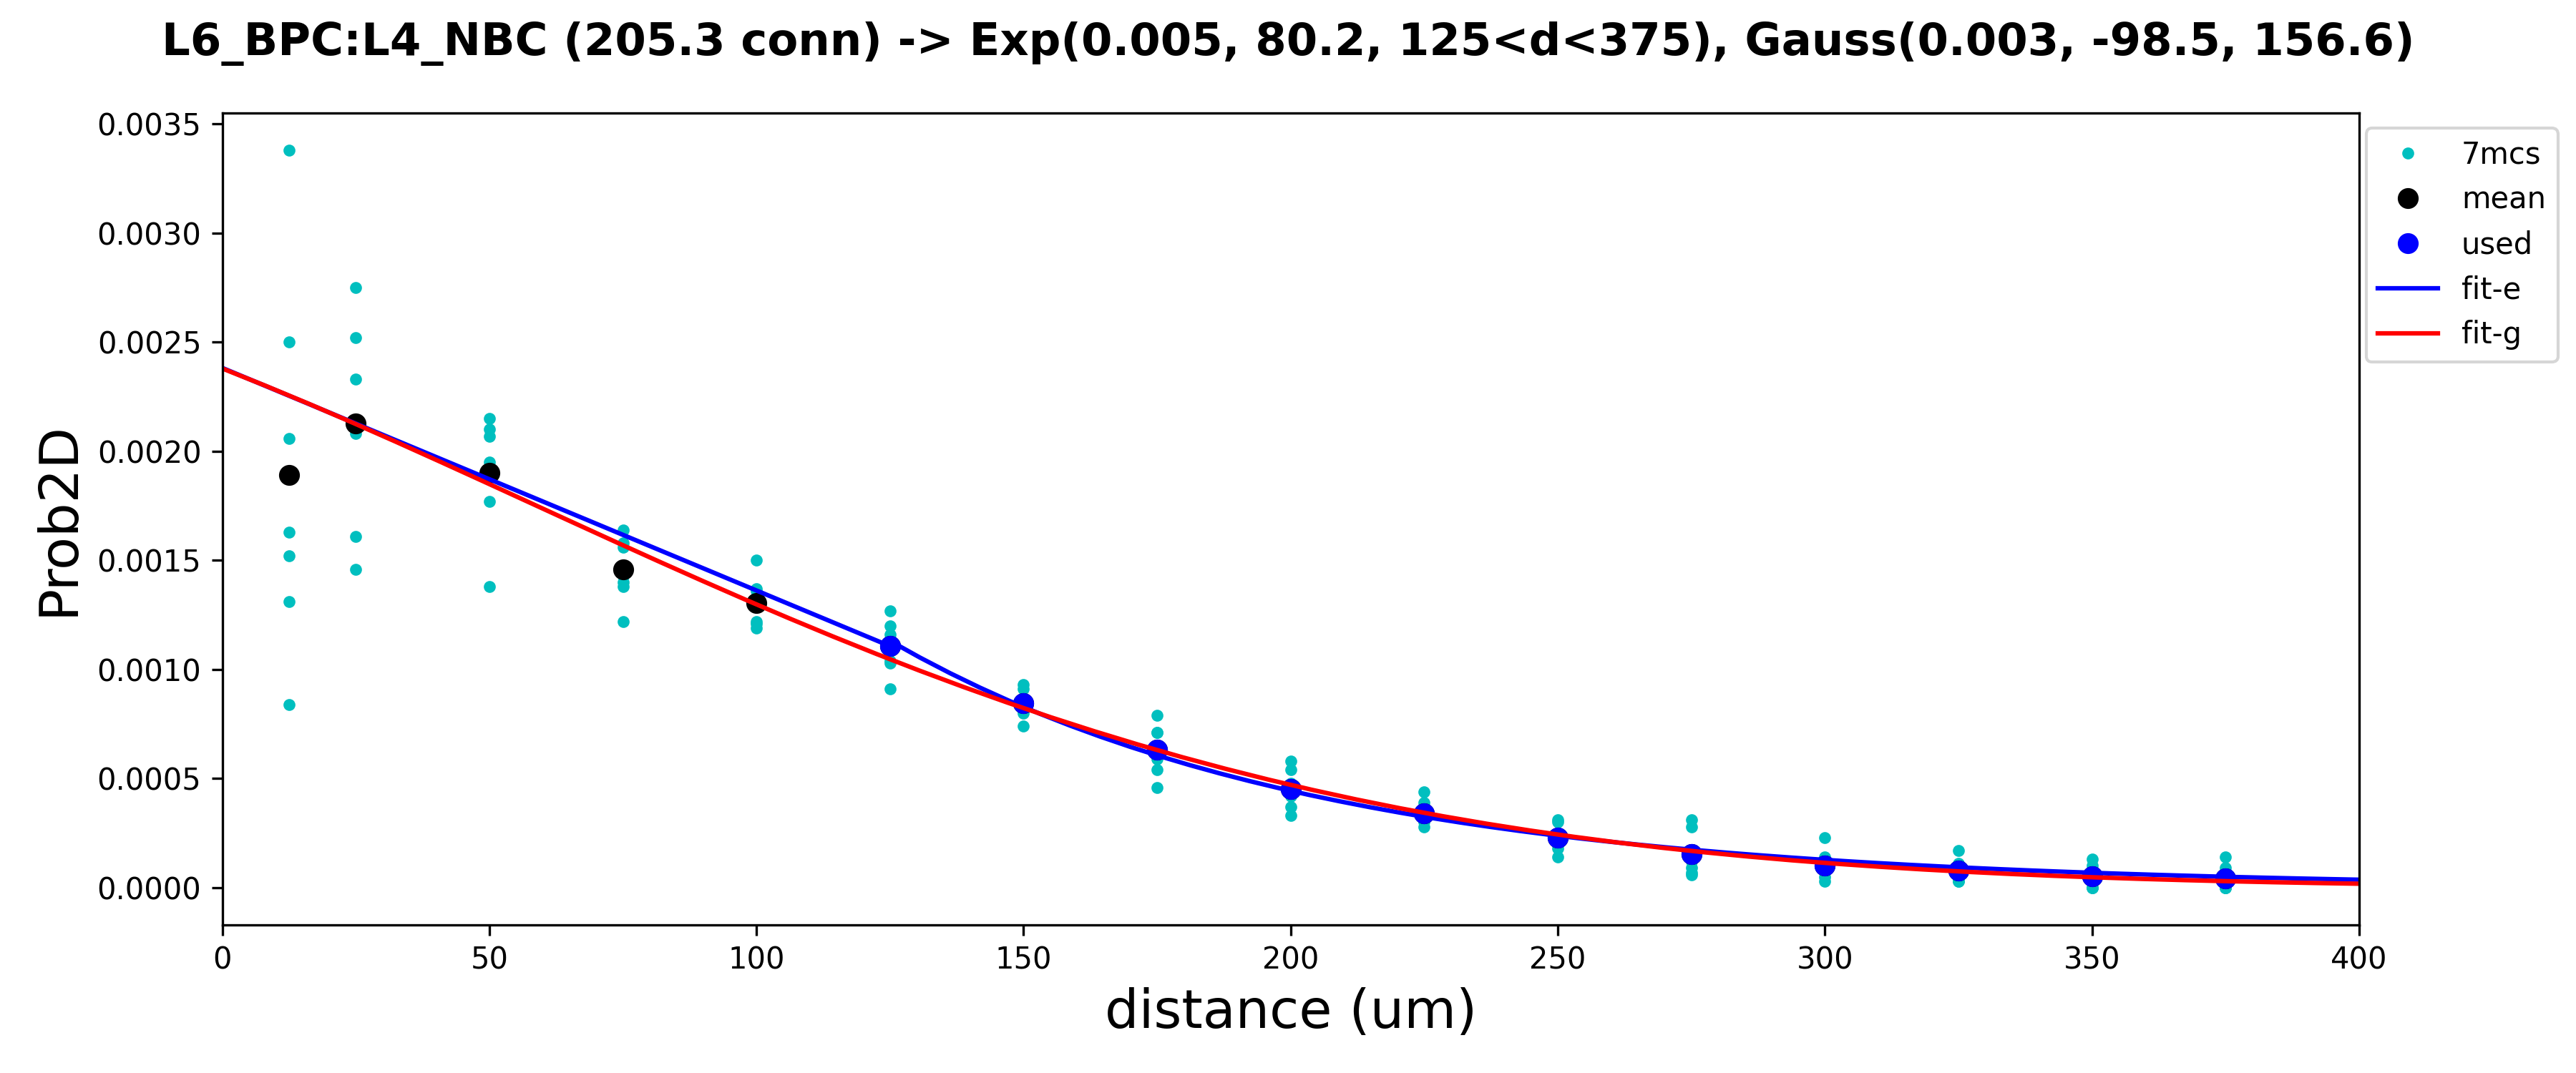 L6_BPC:L4_NBC (205.3 conn) -> Exp(0.005, 80.2, 125<d<375), Gauss(0.003, -98.5, 156.6)
0.0035
0.0030
0.0025
0.0020
0.0015
0.0010
0.0005
0.0000
Prob2D
0 50 100 150 200 250 300 350 400
distance (um)
7mcs
mean
used
fit-e
fit-g